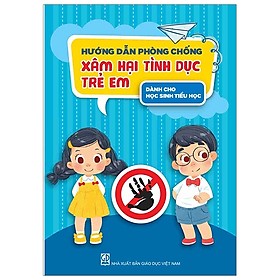 HƯỚNG DẪN PHÒNG CHỐNG
XÂM HẠI TÌNH DỤC
TRẺ EM
DÀNH CHO
HỌC SINH TIỂU HỌC
NHÀ XUẤT BẢN GIÁO DỤC VIỆT NAM